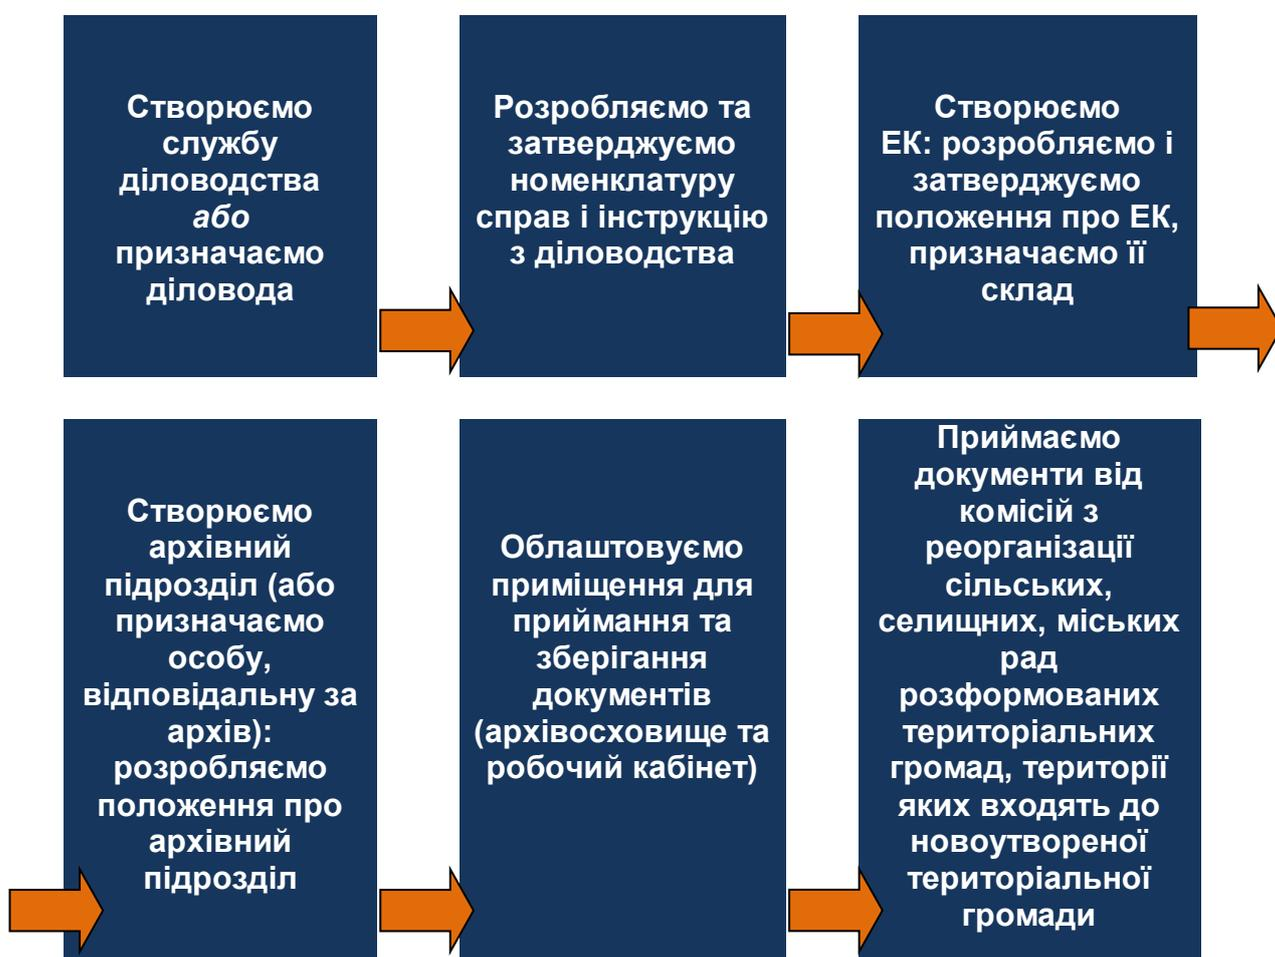 Створюємо
службу
діловодства
або
призначаємо
діловода
Розробляємо та
затверджуємо
номенклатуру
справ і інструкцію
з діловодства
Створюємо
ЕК: розробляємо і
затверджуємо
положення про ЕК,
призначаємо її
склад
Створюємо
архівний
підрозділ (або
призначаємо
особу,
відповідальну за
архів):
розробляємо
положення про
архівний
підрозділ
Облаштовуємо
приміщення для
приймання та
зберігання
документів
(архівосховище та
робочий кабінет)
Приймаємо
документи від
комісій з
реорганізації
сільських,
селищних, міських
рад
розформованих
територіальних
громад, території
яких входять до
новоутвореної
територіальної
громади